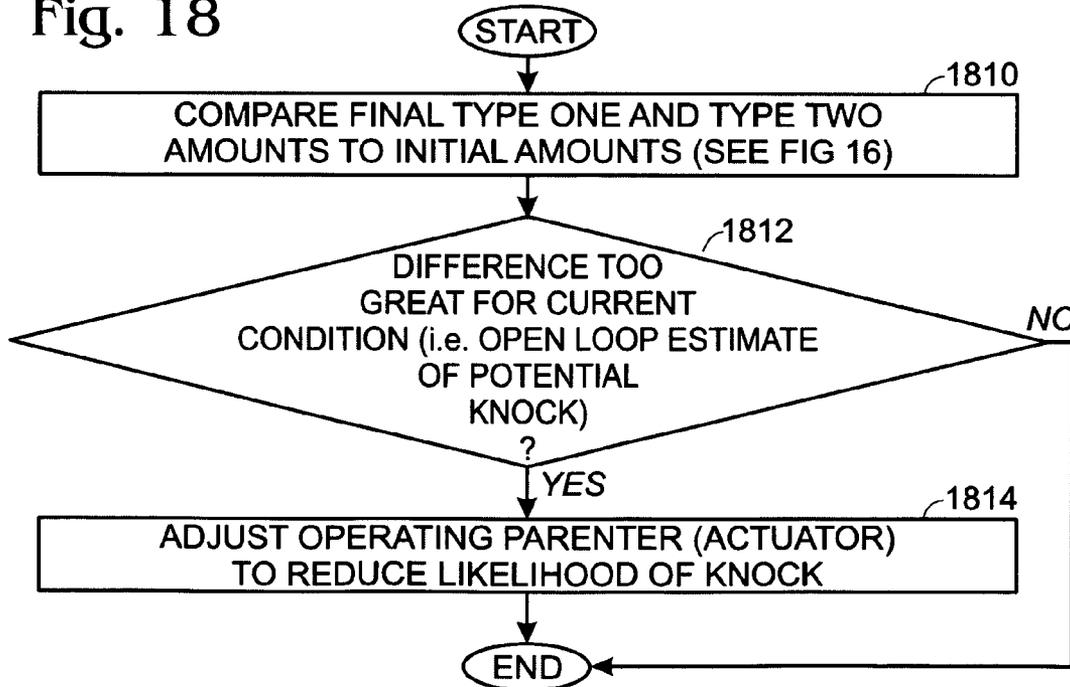 Fig. 18
START
1810
COMPARE FINAL TYPE ONE AND TYPE TWO
AMOUNTS TO INITIAL AMOUNTS (SEE FIG 16)
1812
DIFFERENCE TOO
GREAT FOR CURRENT
CONDITION (i.e. OPEN LOOP ESTIMATE
OF POTENTIAL
KNOCK)
?
NO
YES
1814
ADJUST OPERATING PARENTER (ACTUATOR)
TO REDUCE LIKELIHOOD OF KNOCK
END